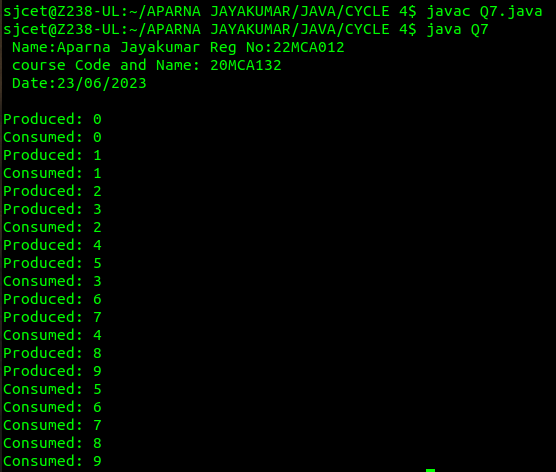 sjcet@Z238-UL:~/APARNA JAYAKUMAR/JAVA/CYCLE 4$ javac Q7.java
sjcet@Z238-UL:~/APARNA JAYAKUMAR/JAVA/CYCLE 4$ java Q7
Name:Aparna Jayakumar Reg No:22MCA012
course Code and Name: 20MCA132
Date:23/06/2023
Produced: 0
Consumed: 0
Produced: 1
Consumed: 1
Produced: 2
Produced: 3
Consumed: 2
Produced: 4
Produced: 5
Consumed: 3
Produced: 6
Produced: 7
Consumed: 4
Produced: 8
Produced: 9
Consumed: 5
Consumed: 6
Consumed: 7
Consumed: 8
Consumed: 9